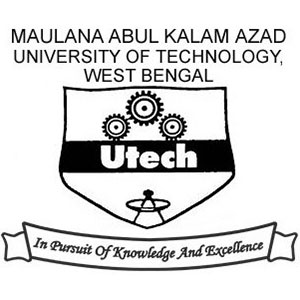 MAULANA ABUL KALAM AZAD
UNIVERSITY OF TECHNOLOGY,
WEST BENGAL
Utech
In Pursuit Of Knowledge And Excellence